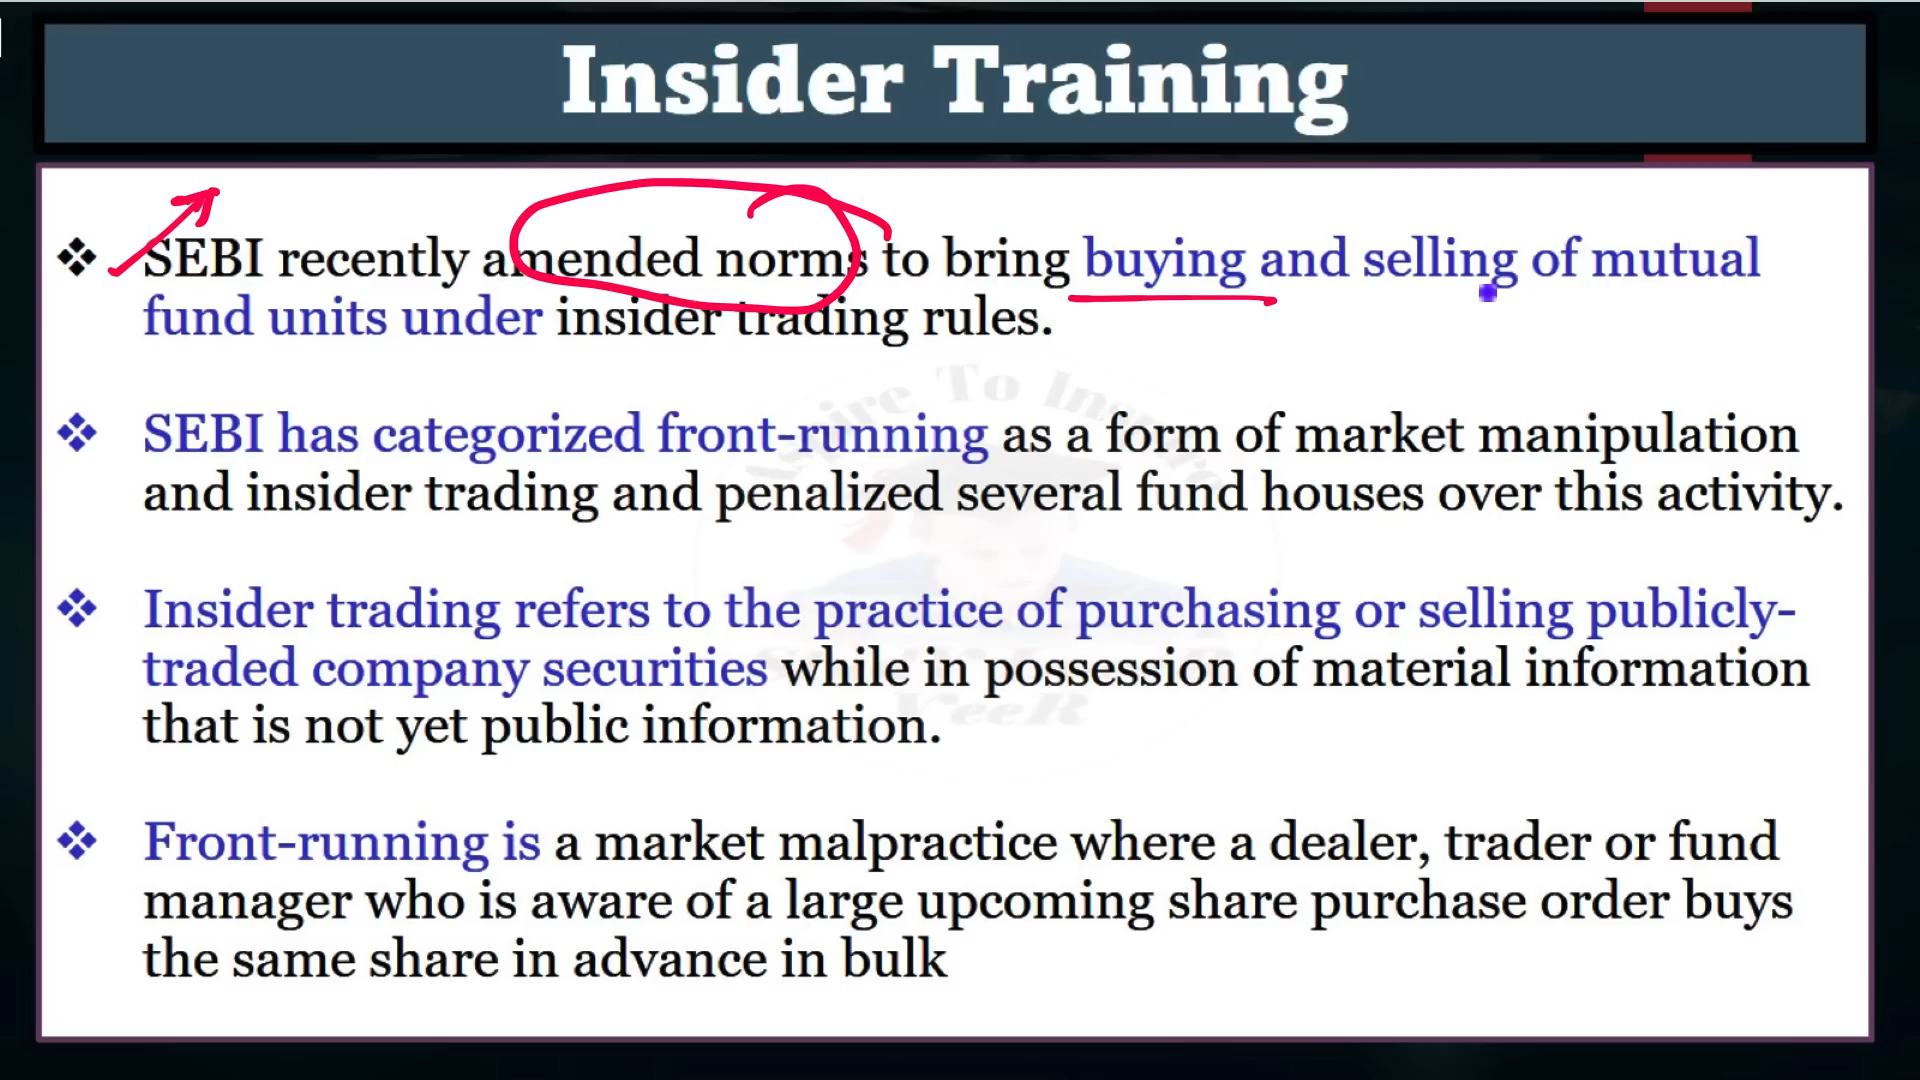 Insider Training
❖ SEBI recently amended norms to bring buying and selling of mutual
fund units under insider trading rules.
❖ SEBI has categorized front-running as a form of market manipulation
and insider trading and penalized several fund houses over this activity.
❖ Insider trading refers to the practice of purchasing or selling publicly-
traded company securities while in possession of material information
that is not yet public information.
❖ Front-running is a market malpractice where a dealer, trader or fund
manager who is aware of a large upcoming share purchase order buys
the same share in advance in bulk